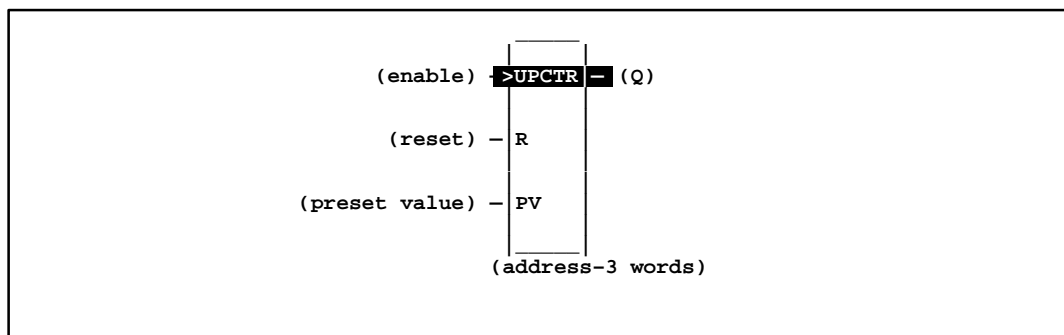 (enable) >UPCTR (Q)
(reset) R
(preset value) PV
(address–3 words)